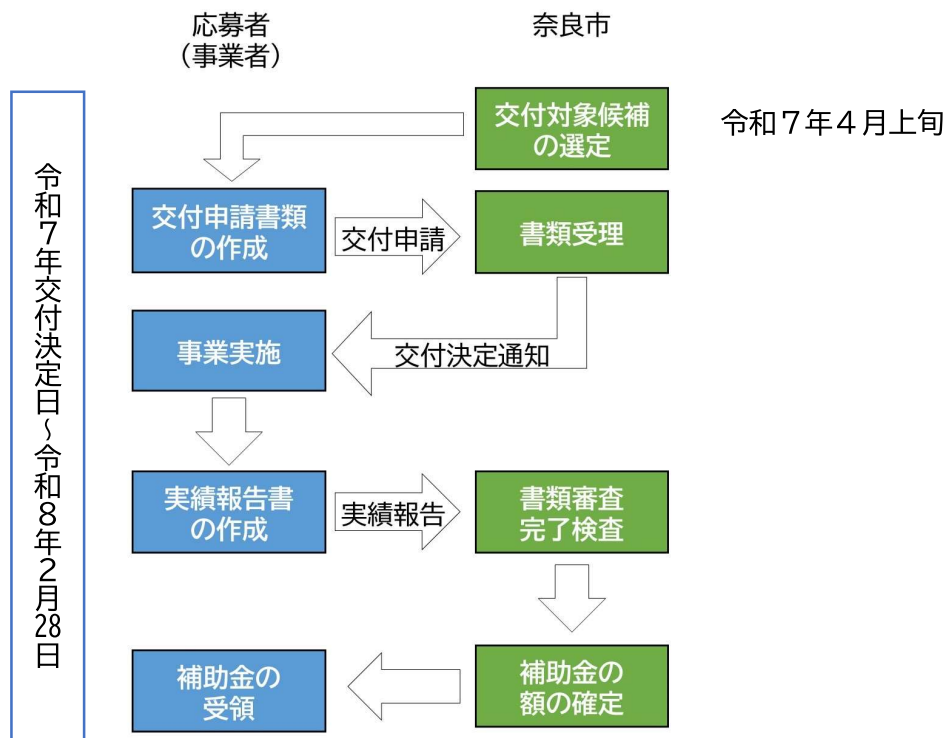 応募者
（事業者）
奈良市
令和７年交付決定日～令和８年２月28日
交付対象候補
の選定
令和７年４月上旬
交付申請書類
の作成
交付申請
書類受理
事業実施
交付決定通知
実績報告書
の作成
実績報告
書類審査
完了検査
補助金の
受領
補助金の
額の確定